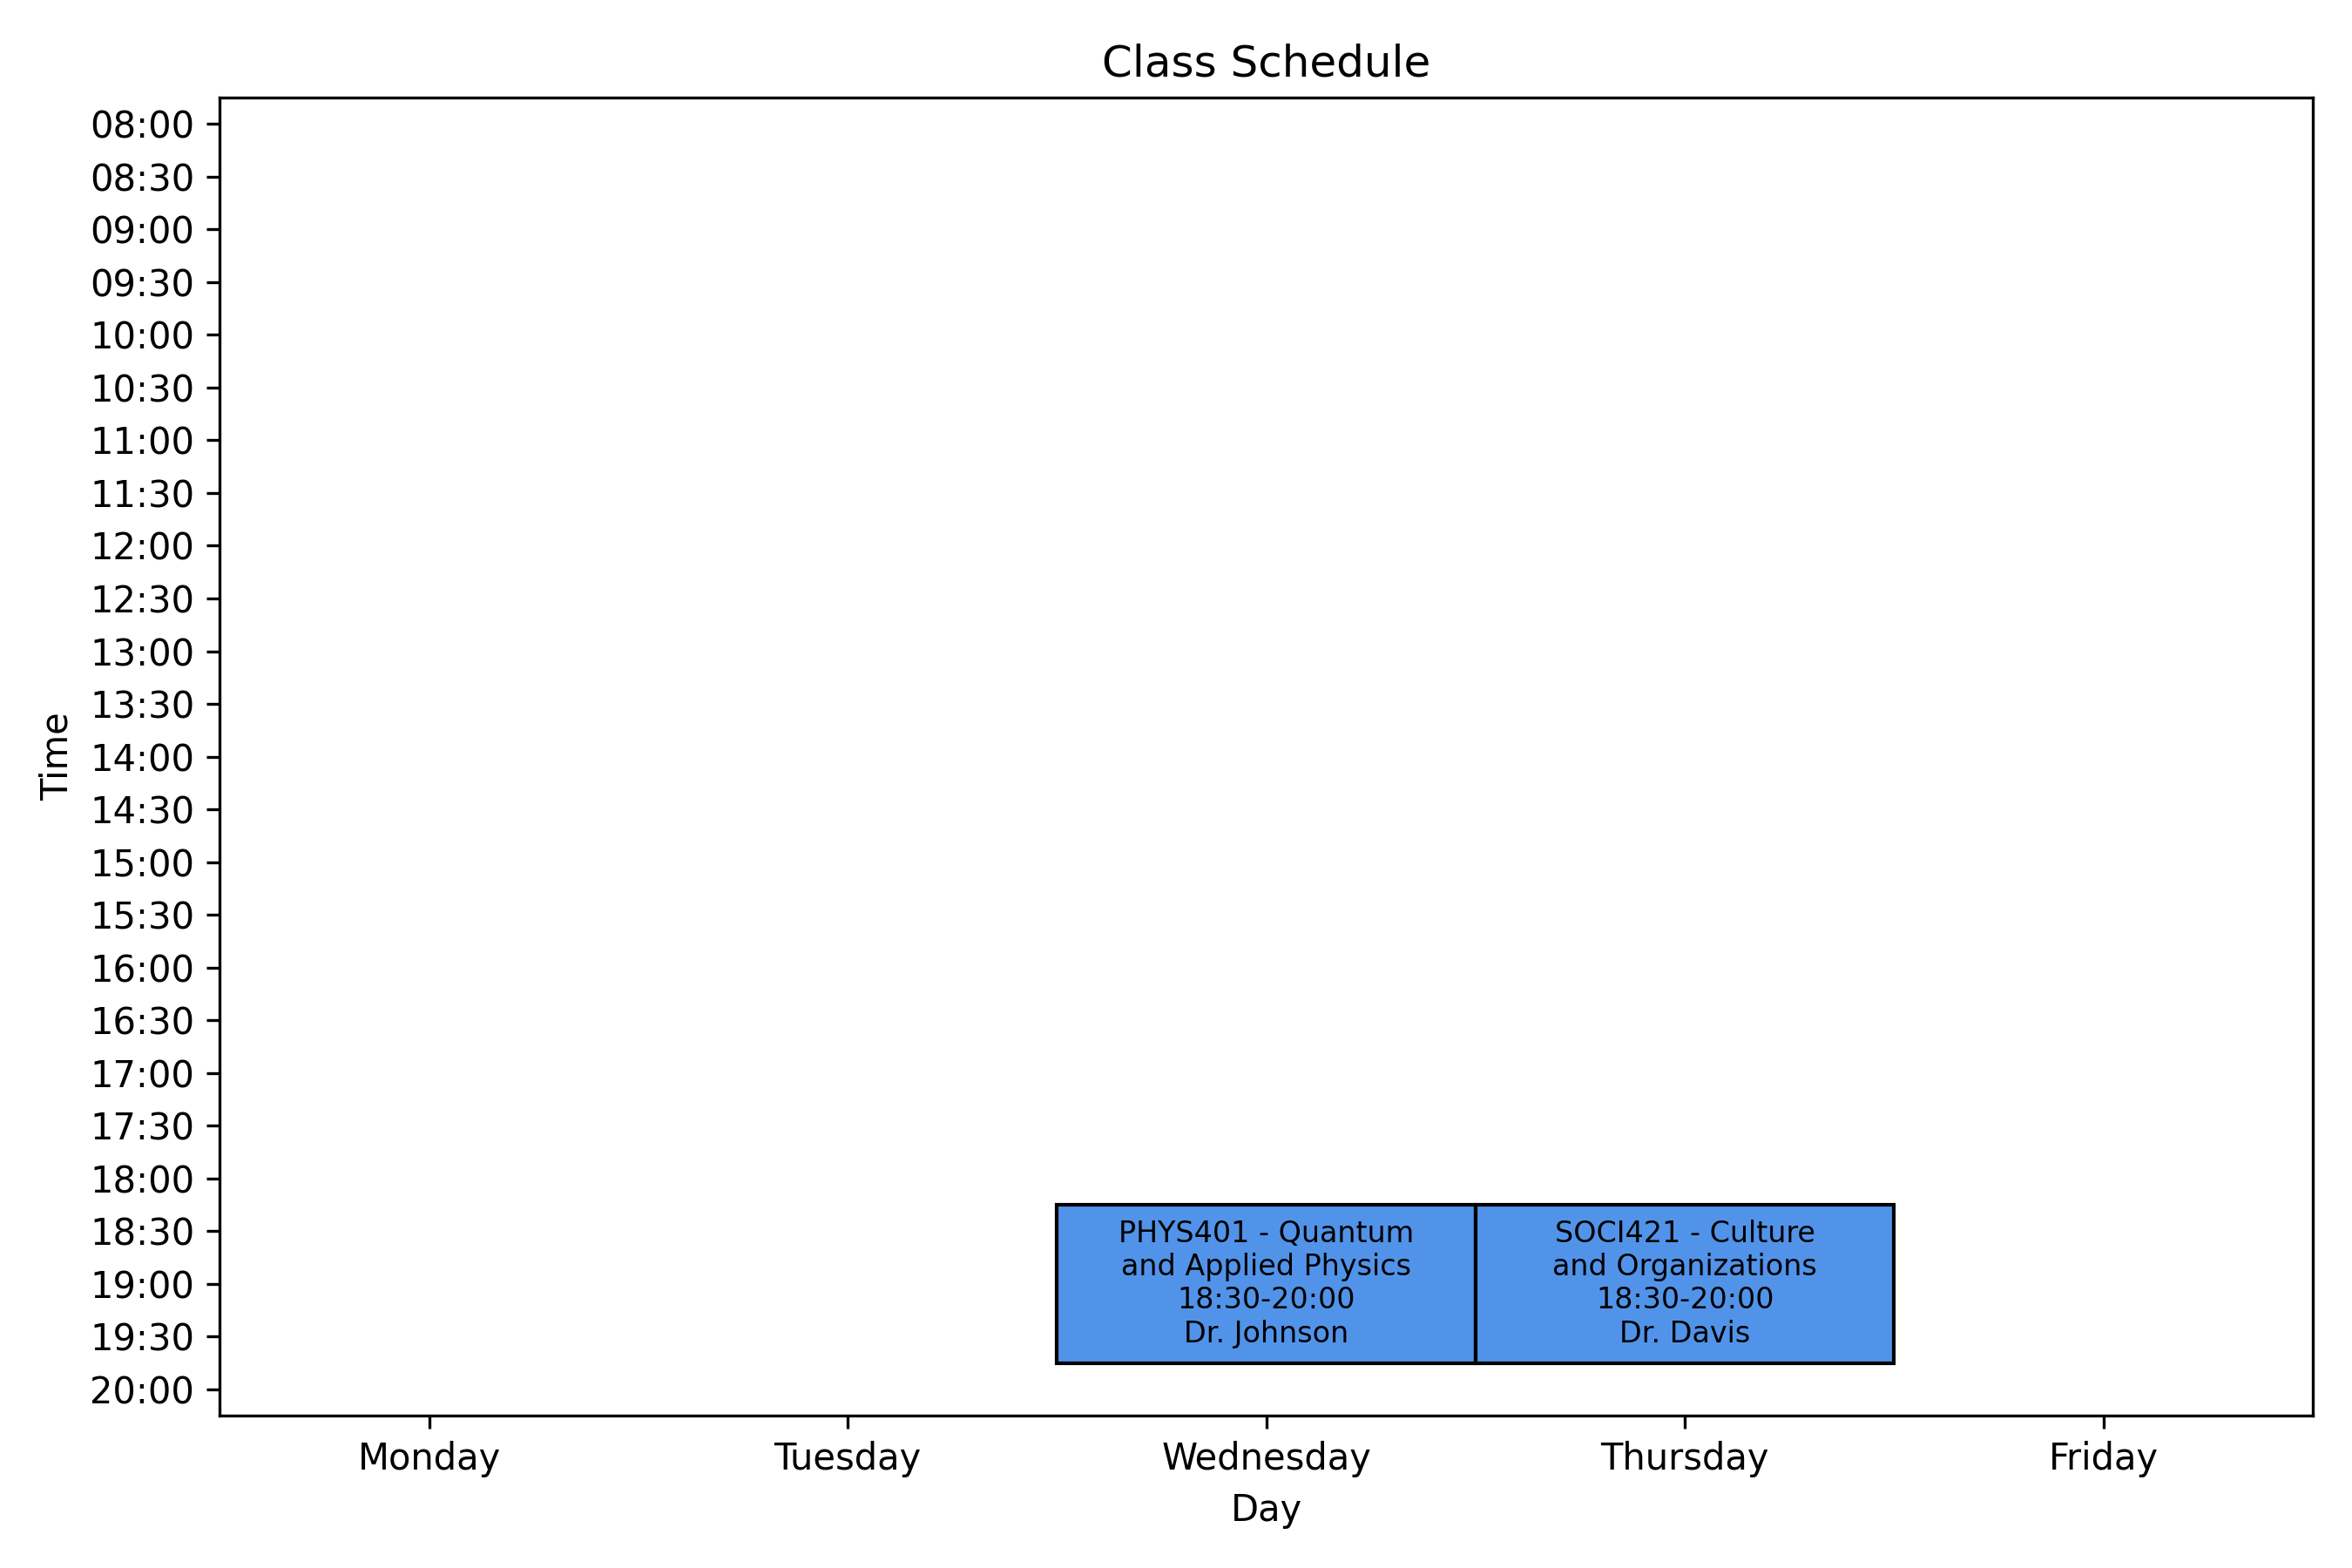 Class Schedule
Time
08:00
08:30
09:00
09:30
10:00
10:30
11:00
11:30
12:00
12:30
13:00
13:30
14:00
14:30
15:00
15:30
16:00
16:30
17:00
17:30
18:00
18:30
19:00
19:30
20:00
PHYS401 - Quantum
and Applied Physics
18:30-20:00
Dr. Johnson
SOCI421 - Culture
and Organizations
18:30-20:00
Dr. Davis
Monday
Tuesday
Wednesday
Thursday
Friday
Day